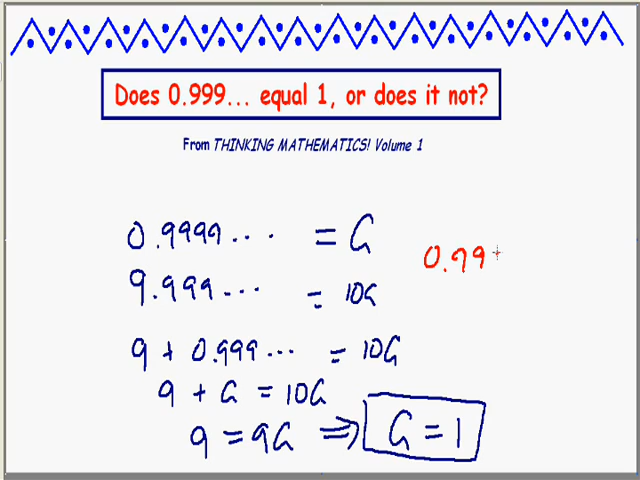 Does 0.999... equal 1, or does it not?
From THINKING MATHEMATICS! Volume 1
0.9999... = G
9.999... = 10G
0.99
9 + 0.999... = 10G
9 + G = 10G
9 = 9G ⇒ G = 1